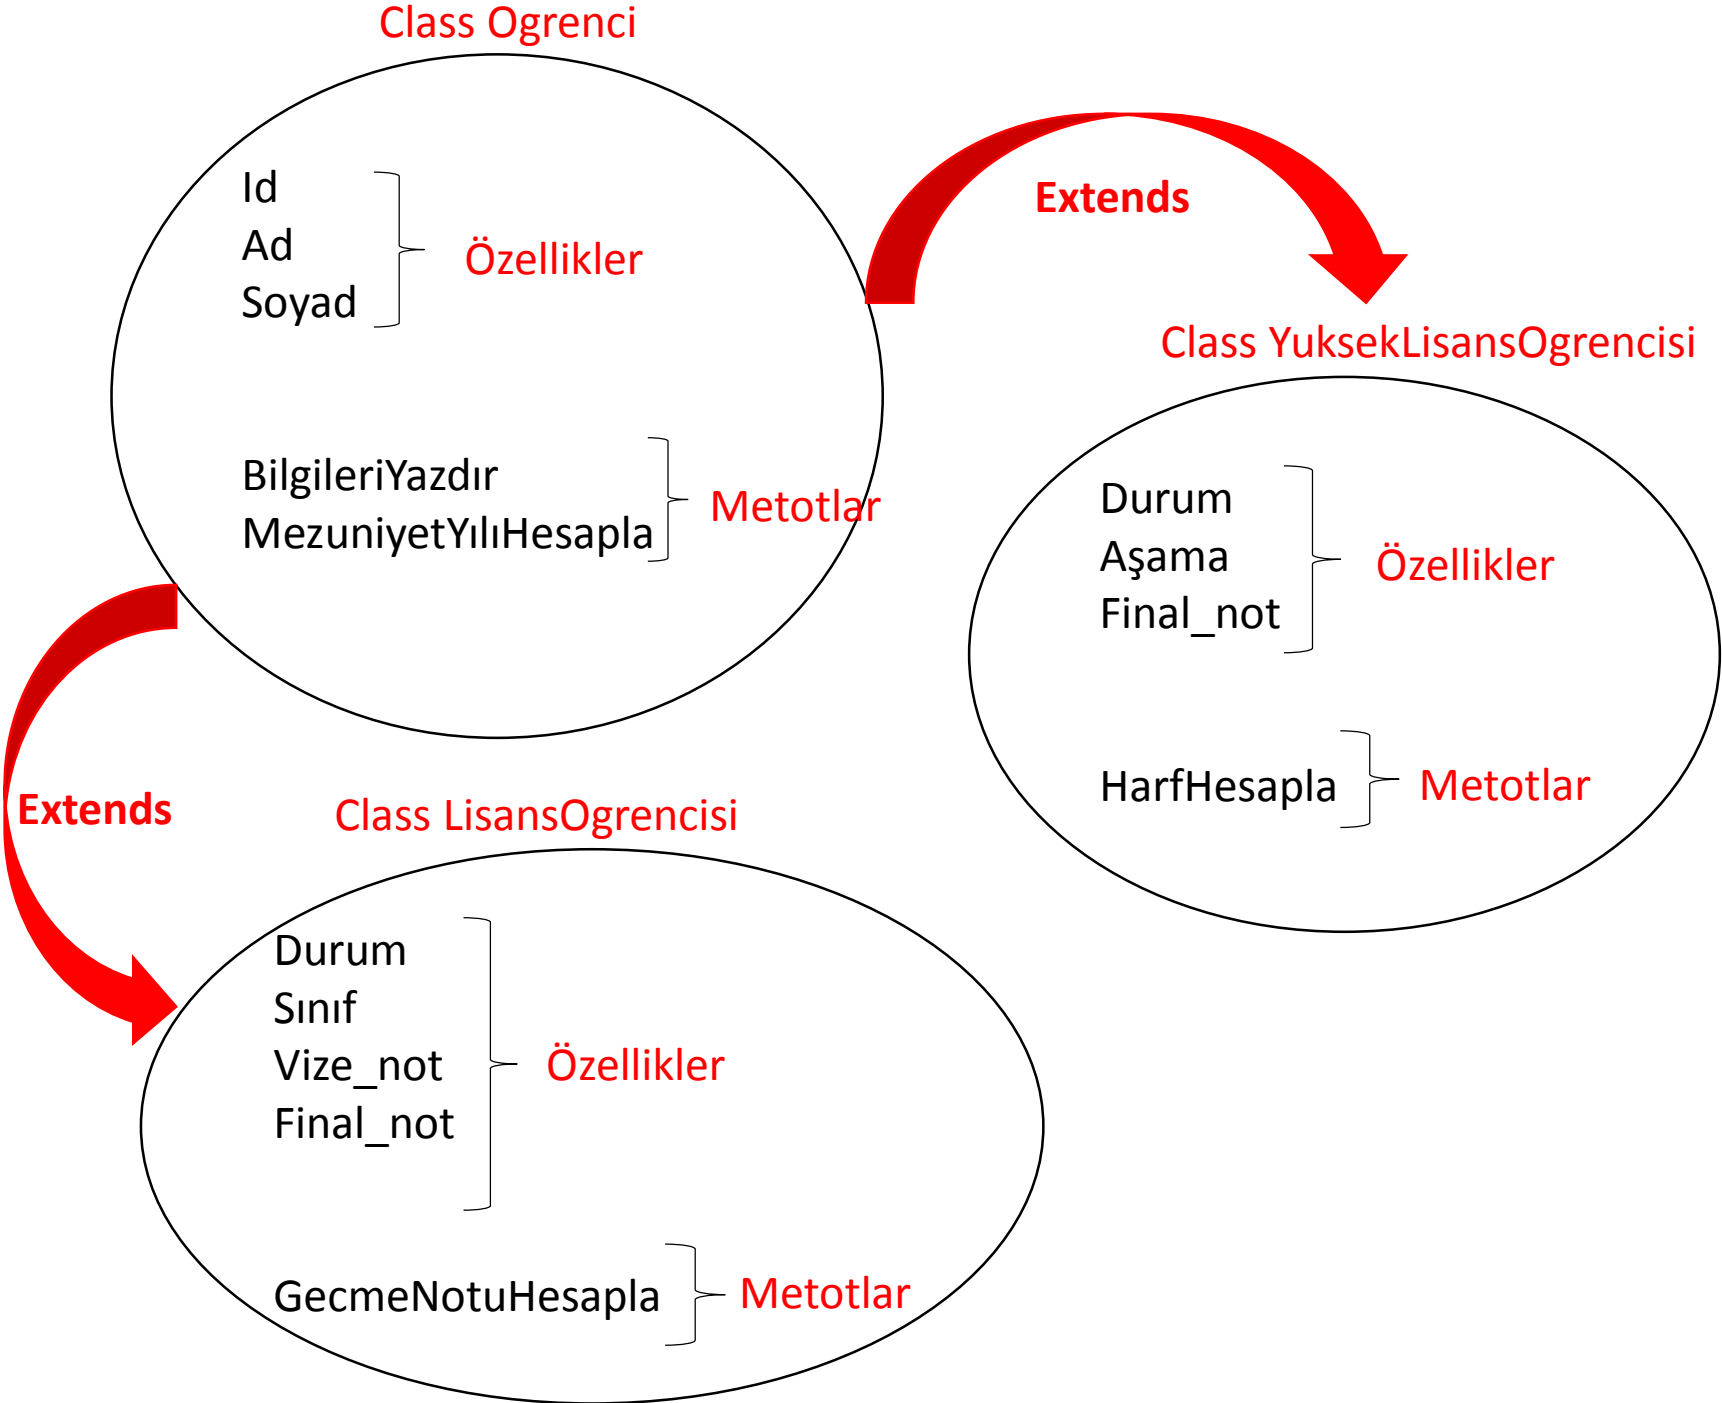 Class Ogrenci
Id
Ad
Soyad
Özellikler
BilgileriYazdır
MezuniyetYılıHesapla
Metotlar
Extends
Class YuksekLisansOgrencisi
Durum
Aşama
Final_not
Özellikler
HarfHesapla
Metotlar
Extends
Class LisansOgrencisi
Durum
Sınıf
Vize_not
Final_not
Özellikler
GecmeNotuHesapla
Metotlar